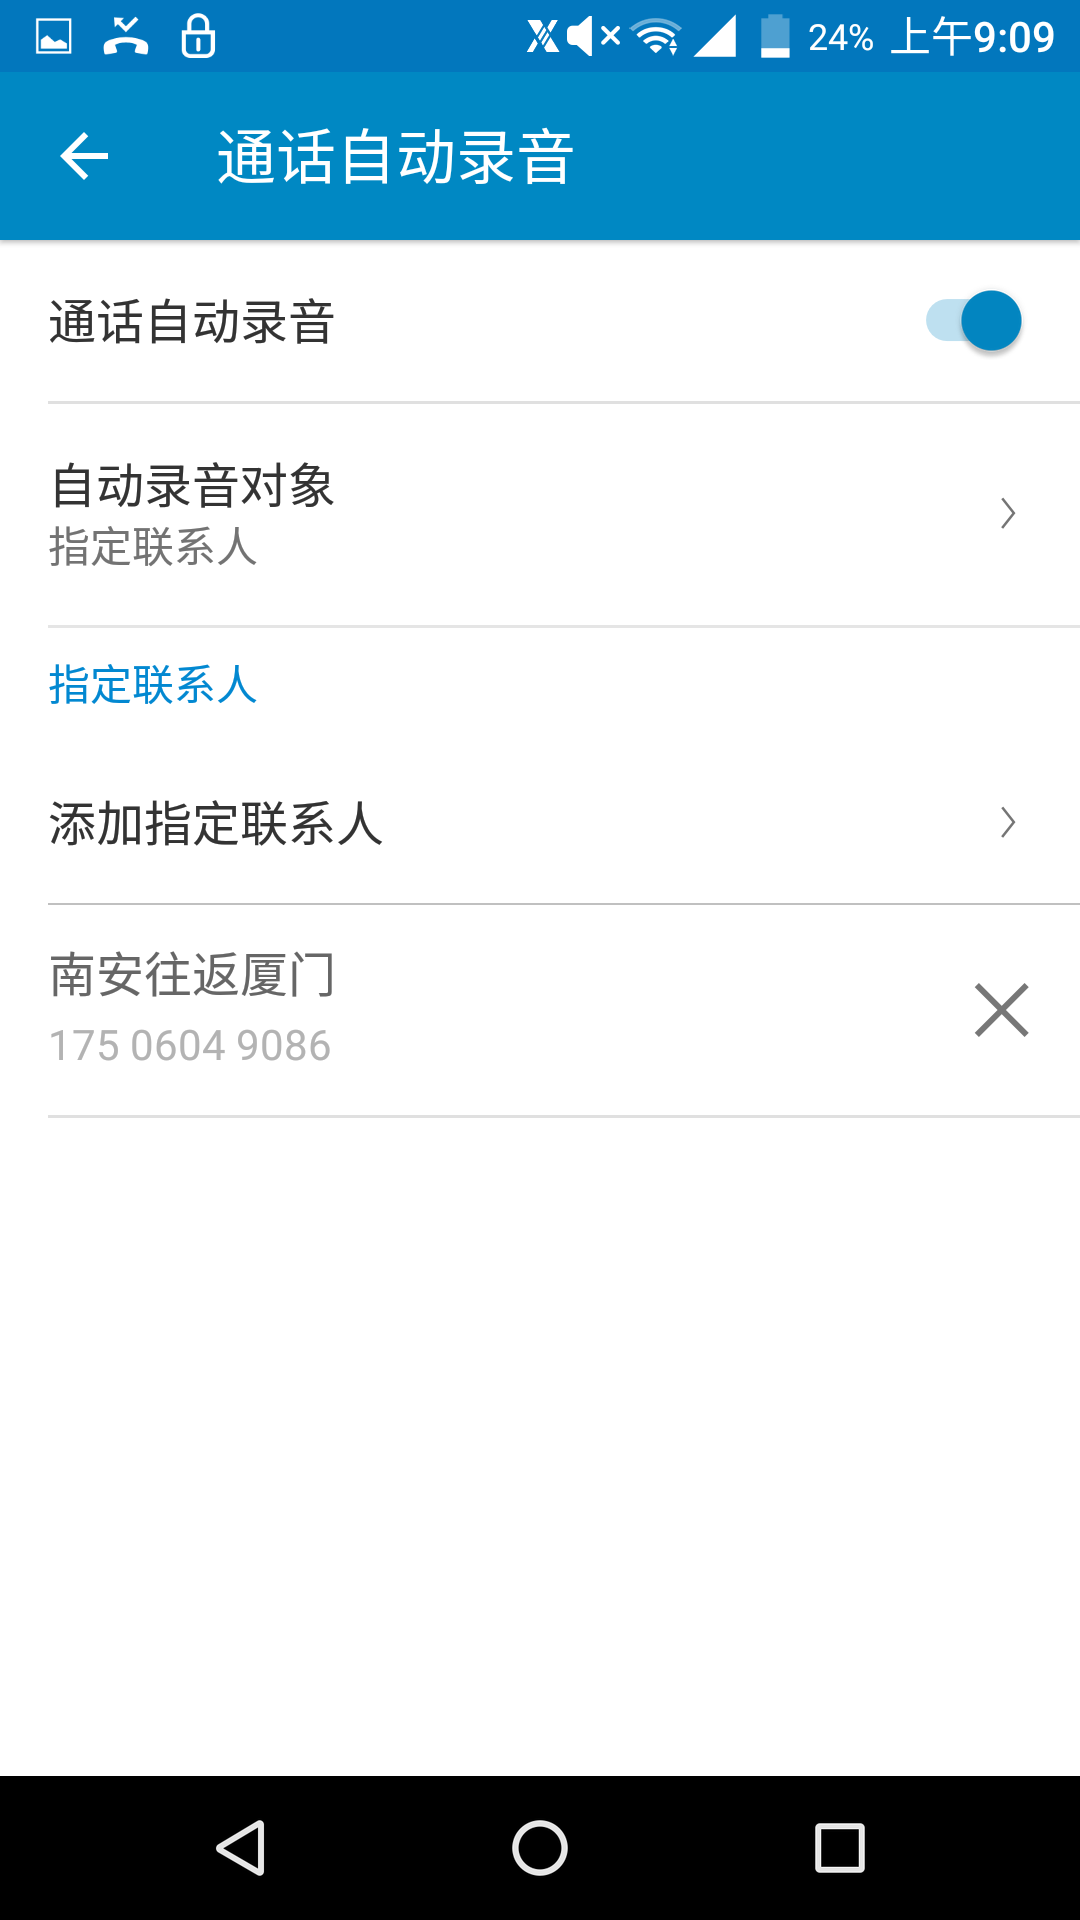 24% 上午9:09
通话自动录音
通话自动录音
自动录音对象
指定联系人
指定联系人
添加指定联系人
南安往返厦门
175 0604 9086